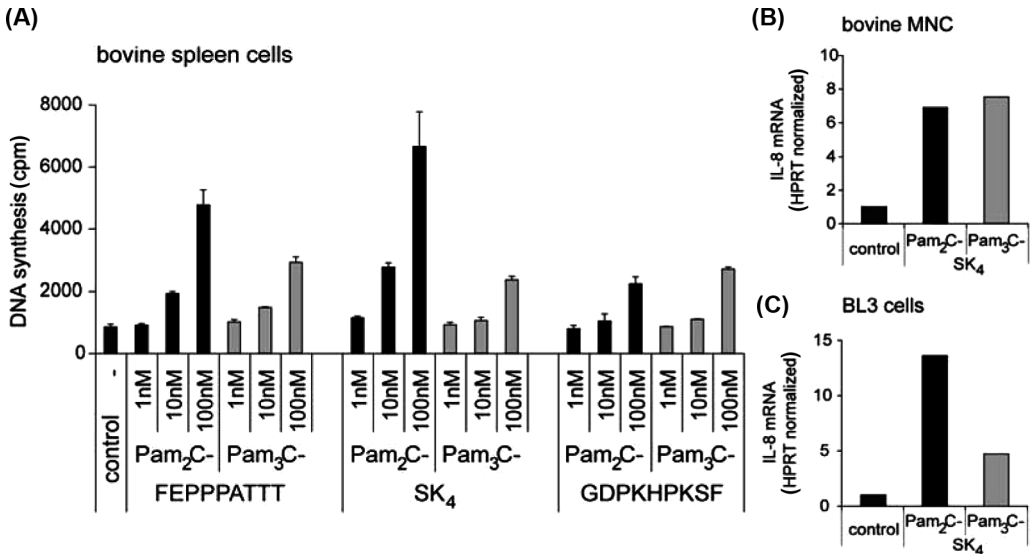 (A)
bovine spleen cells
DNA synthesis (cpm)
8000
6000
4000
2000
0
-
1nM
10nM
100nM
1nM
10nM
100nM
1nM
10nM
100nM
1nM
10nM
100nM
1nM
10nM
100nM
1nM
10nM
100nM
control
Pam2C- Pam3C- Pam2C- Pam3C- Pam2C- Pam3C-
FEPPPATTT SK4 GDPKHPKSF
(B)
bovine MNC
IL-8 mRNA
(HPRT normalized)
10
8
6
4
2
0
control Pam2C- Pam3C-
SK4
(C)
BL3 cells
IL-8 mRNA
(HPRT normalized)
15
10
5
0
control Pam2C- Pam3C-
SK4